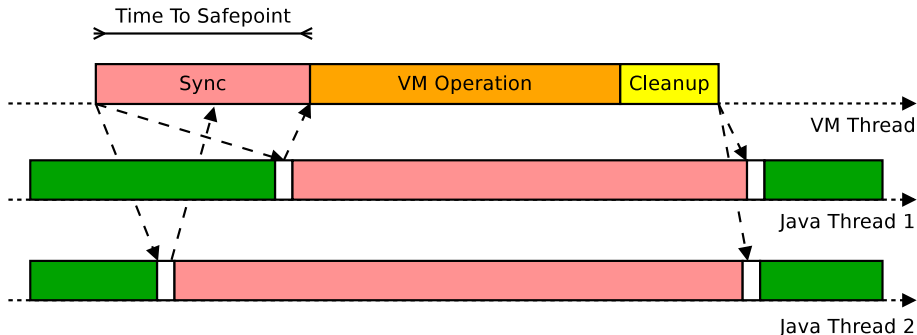 Time To Safepoint
Sync
VM Operation
Cleanup
VM Thread
Java Thread 1
Java Thread 2